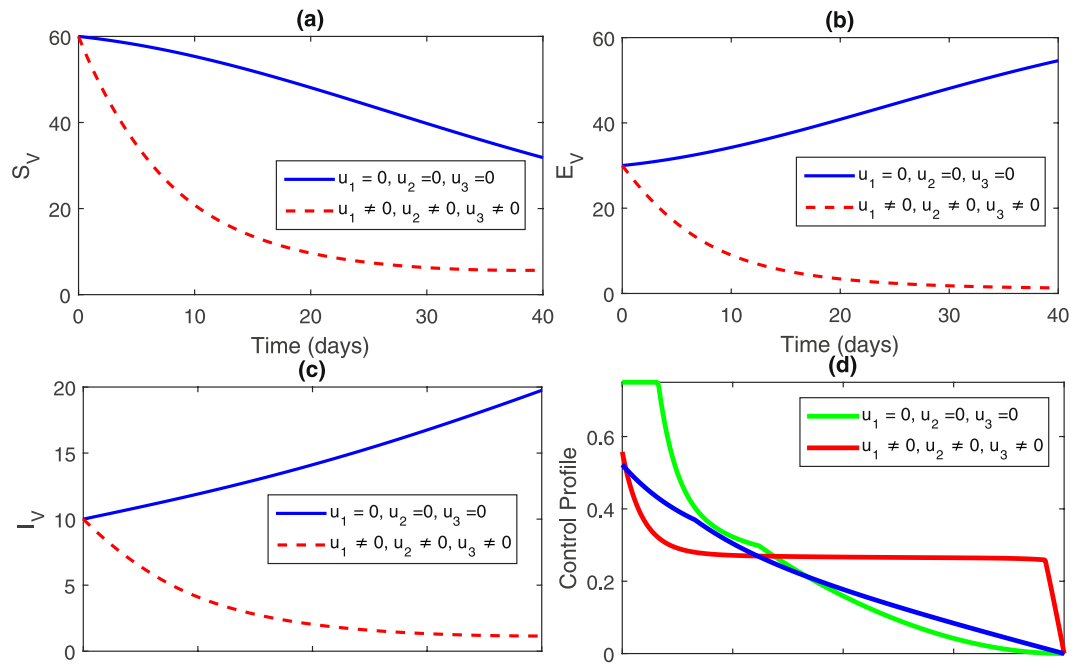 (a)
60
40
20
0
S_V
u_1 = 0, u_2 =0, u_3 =0
u_1 ≠ 0, u_2 ≠ 0, u_3 ≠ 0
0 10 20 30 40
Time (days)
(b)
60
40
20
0
E_V
u_1 = 0, u_2 =0, u_3 =0
u_1 ≠ 0, u_2 ≠ 0, u_3 ≠ 0
0 10 20 30 40
Time (days)
(c)
20
15
10
5
0
I_V
u_1 = 0, u_2 =0, u_3 =0
u_1 ≠ 0, u_2 ≠ 0, u_3 ≠ 0
(d)
0.6
0.4
0.2
0
Control Profile
u_1 = 0, u_2 =0, u_3 =0
u_1 ≠ 0, u_2 ≠ 0, u_3 ≠ 0